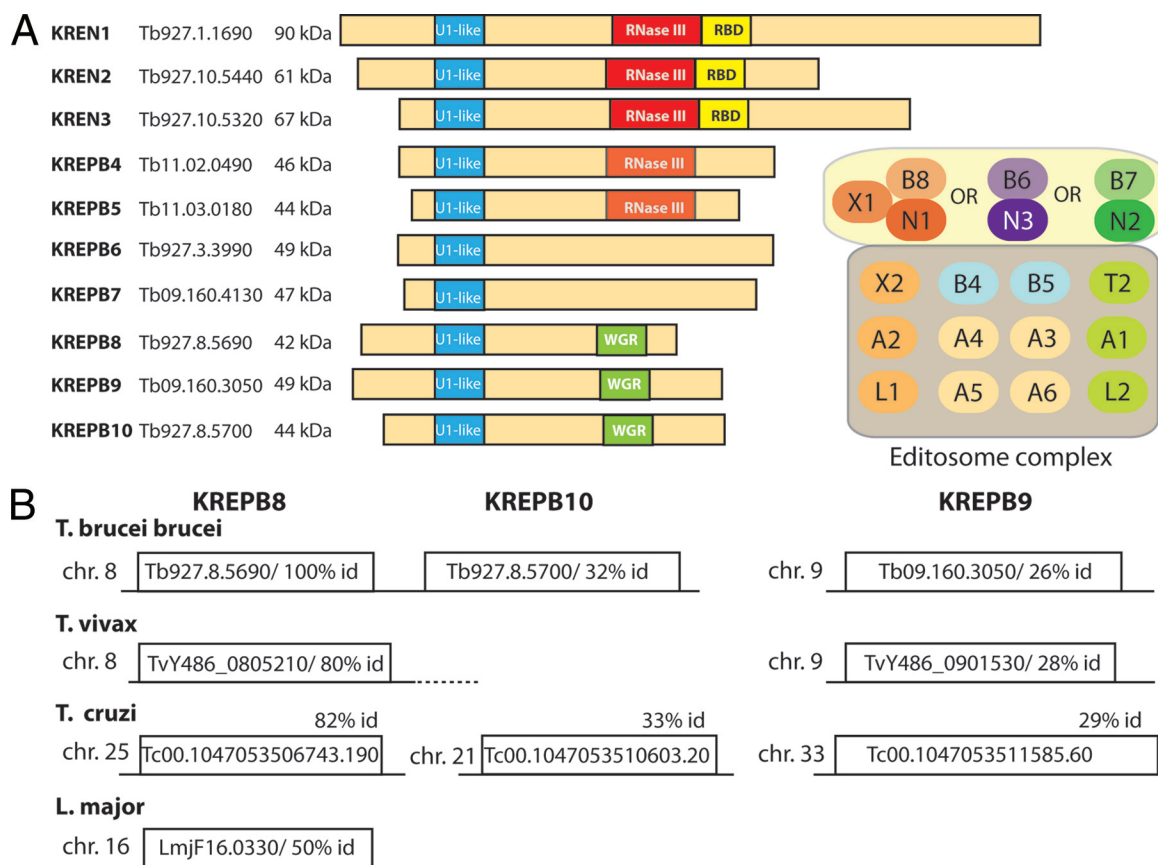 A
KREN1 Tb927.1.1690 90 kDa U1-like RNase III RBD
KREN2 Tb927.10.5440 61 kDa U1-like RNase III RBD
KREN3 Tb927.10.5320 67 kDa U1-like RNase III RBD
KREPB4 Tb11.02.0490 46 kDa U1-like RNase III
KREPB5 Tb11.03.0180 44 kDa U1-like RNase III
KREPB6 Tb927.3.3990 49 kDa U1-like
KREPB7 Tb09.160.4130 47 kDa U1-like
KREPB8 Tb927.8.5690 42 kDa U1-like WGR
KREPB9 Tb09.160.3050 49 kDa U1-like WGR
KREPB10 Tb927.8.5700 44 kDa U1-like WGR
B8 B6 B7
X1 OR OR
N1 N3 N2
X2 B4 B5 T2
A2 A4 A3 A1
L1 A5 A6 L2
Editosome complex
B
KREPB8 KREPB10 KREPB9
T. brucei brucei
chr. 8 Tb927.8.5690/ 100% id Tb927.8.5700/ 32% id chr. 9 Tb09.160.3050/ 26% id
T. vivax
chr. 8 TvY486_0805210/ 80% id chr. 9 TvY486_0901530/ 28% id
T. cruzi
82% id 33% id 29% id
chr. 25 Tc00.1047053506743.190 chr. 21 Tc00.1047053510603.20 chr. 33 Tc00.1047053511585.60
L. major
chr. 16 LmjF16.0330/ 50% id